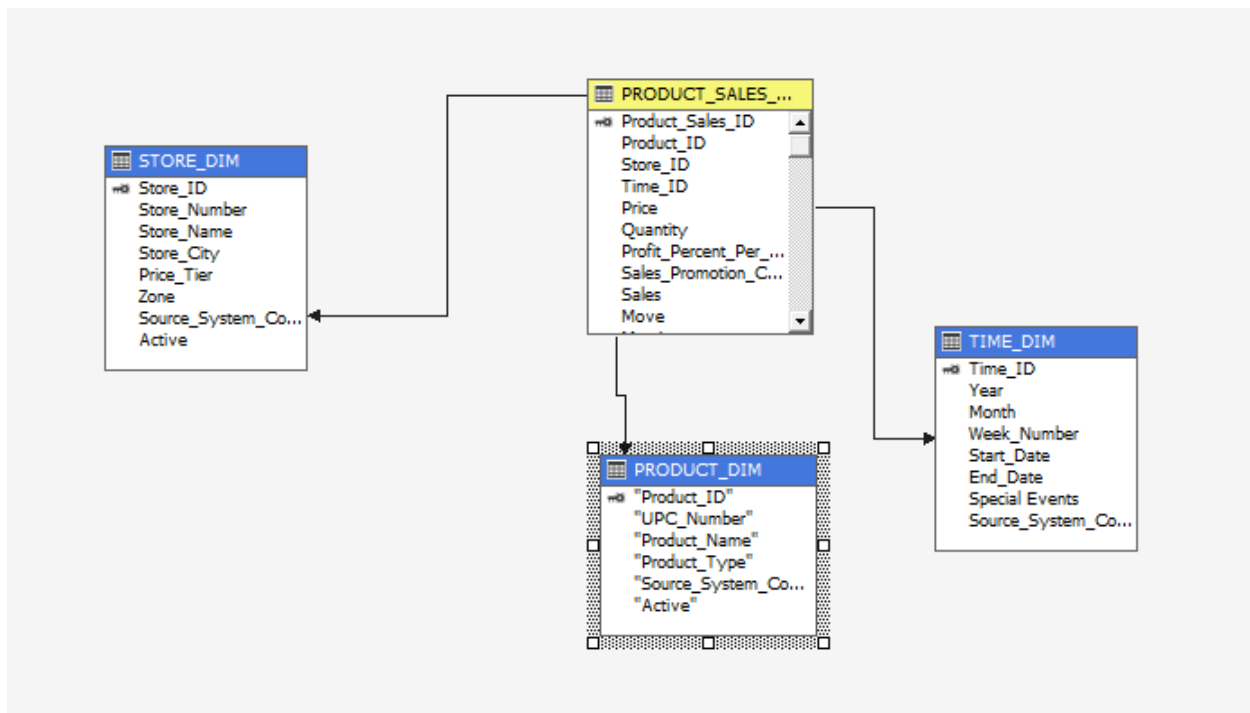 PRODUCT_SALES_...
Product_Sales_ID
Product_ID
Store_ID
Time_ID
Price
Quantity
Profit_Percent_Per_...
Sales_Promotion_C...
Sales
Move
STORE_DIM
Store_ID
Store_Number
Store_Name
Store_City
Price_Tier
Zone
Source_System_Co...
Active
TIME_DIM
Time_ID
Year
Month
Week_Number
Start_Date
End_Date
Special Events
Source_System_Co...
PRODUCT_DIM
"Product_ID"
"UPC_Number"
"Product_Name"
"Product_Type"
"Source_System_Co...
"Active"